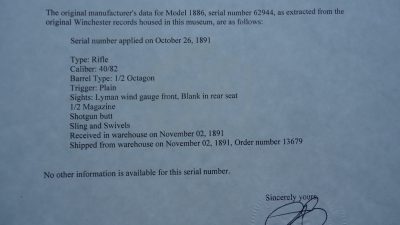 The original manufacturer's data for Model 1886, serial number 62944, as extracted from the
original Winchester records housed in this museum, are as follows:
Serial number applied on October 26, 1891
Type: Rifle
Caliber: 40/82
Barrel Type: 1/2 Octagon
Trigger: Plain
Sights: Lyman wind gauge front, Blank in rear seat
1/2 Magazine
Shotgun butt
Sling and Swivels
Received in warehouse on November 02, 1891
Shipped from warehouse on November 02, 1891, Order number 13679
No other information is available for this serial number.
Sincerely yours,